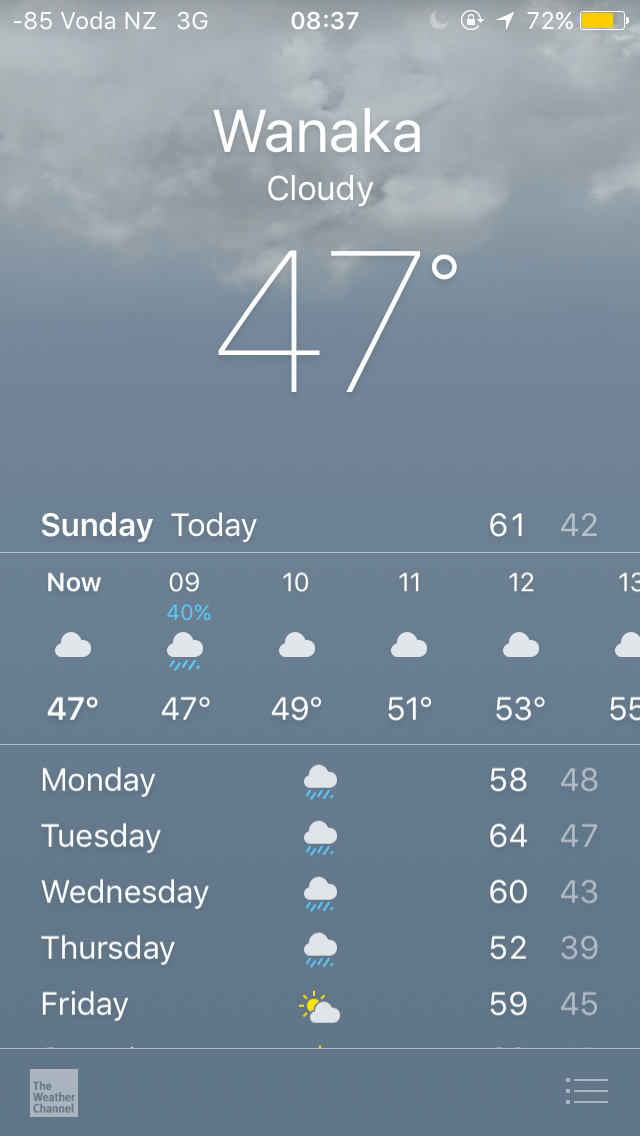 -85 Voda NZ 3G 08:37 72%
Wanaka
Cloudy
47°
Sunday Today 61 42
Now 09 10 11 12 13
40%
47° 47° 49° 51° 53° 55
Monday 58 48
Tuesday 64 47
Wednesday 60 43
Thursday 52 39
Friday 59 45
The
Weather
Channel